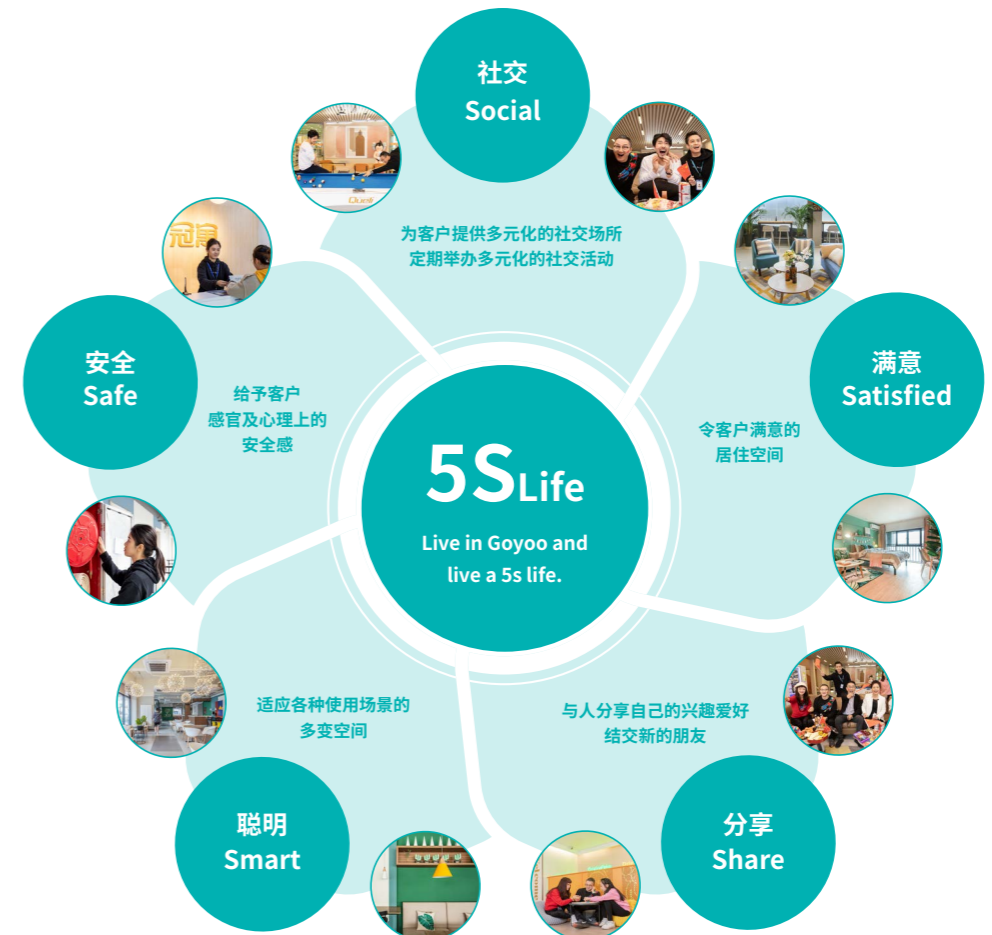 社交
Social
为客户提供多元化的社交场所
定期举办多元化的社交活动
满意
Satisfied
令客户满意的
居住空间
安全
Safe
给予客户
感官及心理上的
安全感
5S Life
Live in Goyoo and
live a 5s life.
适应各种使用场景的
多变空间
聪明
Smart
与人分享自己的兴趣爱好
结交新的朋友
分享
Share
冠寓